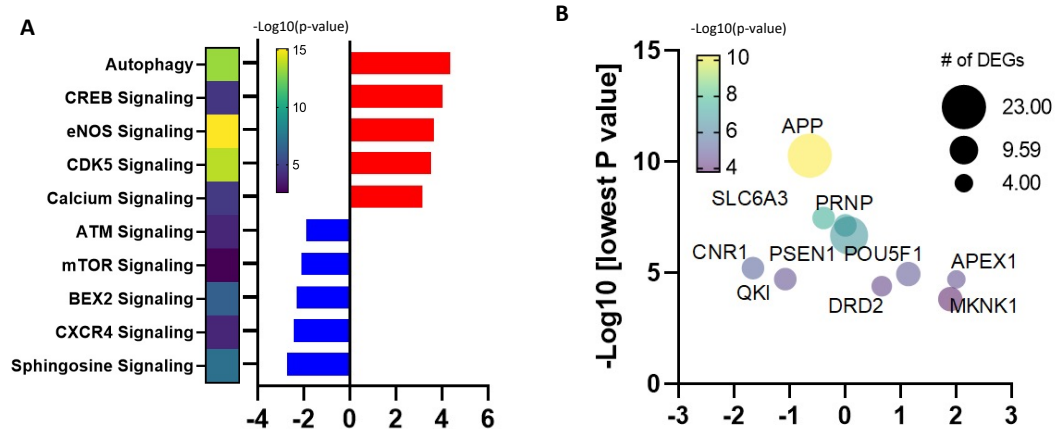 A
-Log10(p-value)
15
10
5
Autophagy
CREB Signaling
eNOS Signaling
CDK5 Signaling
Calcium Signaling
ATM Signaling
mTOR Signaling
BEX2 Signaling
CXCR4 Signaling
Sphingosine Signaling
-4 -2 0 2 4 6
B
-Log10(p-value)
10
8
6
4
-Log10 [lowest P value]
15
10
5
0
# of DEGs
23.00
9.59
4.00
APP
SLC6A3
PRNP
CNR1
PSEN1
POU5F1
APEX1
QKI
DRD2
MKNK1
-3 -2 -1 0 1 2 3